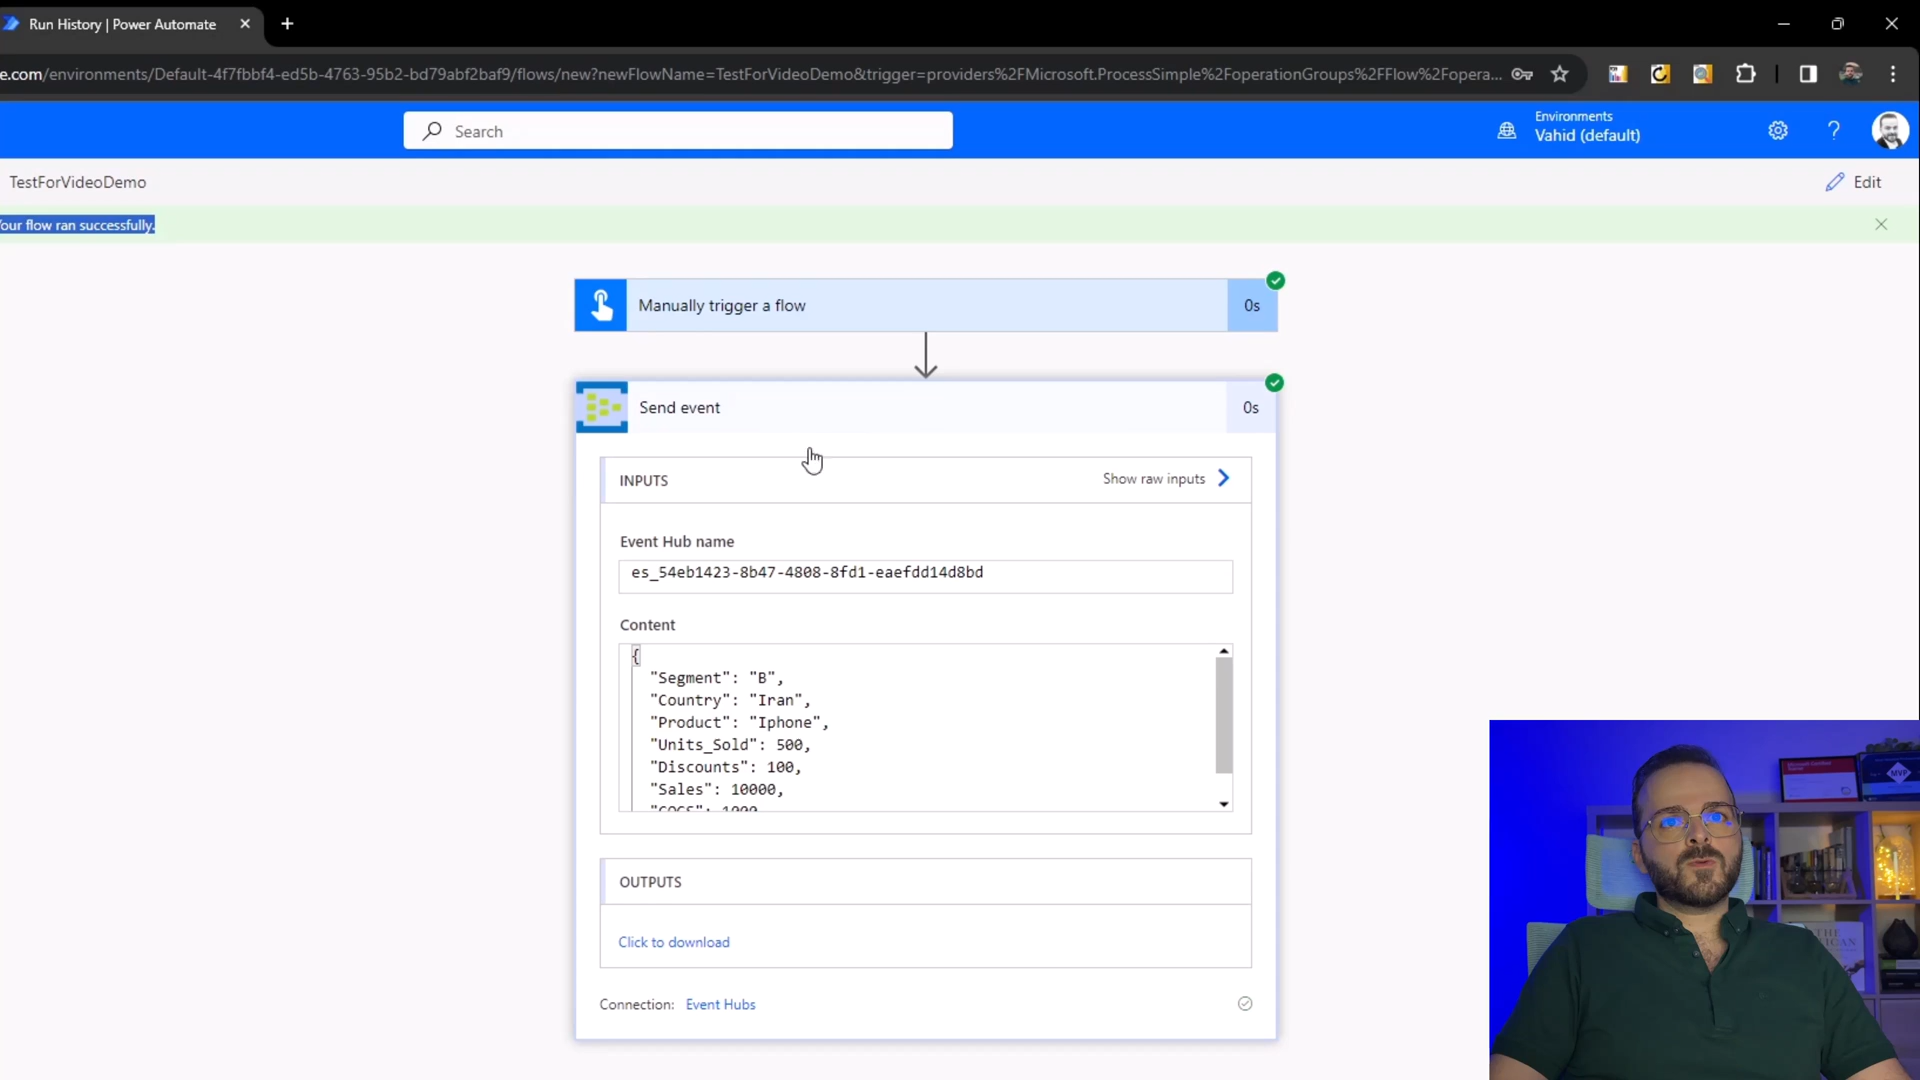 Run History | Power Automate
e.com/environments/Default-4f7fbbf4-ed5b-4763-95b2-bd79abf2baf9/flows/new?newFlowName=TestForVideoDemo&trigger=providers%2FMicrosoft.ProcessSimple%2FoperationGroups%2FFlow%2Fopera...
Search
Environments
Vahid (default)
TestForVideoDemo
Edit
our flow ran successfully.
Manually trigger a flow
0s
Send event
0s
INPUTS
Show raw inputs
Event Hub name
es_54eb1423-8b47-4808-8fd1-eaefdd14d8bd
Content
{
"Segment": "B",
"Country": "Iran",
"Product": "Iphone",
"Units_Sold": 500,
"Discounts": 100,
"Sales": 10000,
"COGS": 1000
OUTPUTS
Click to download
Connection: Event Hubs
MVP